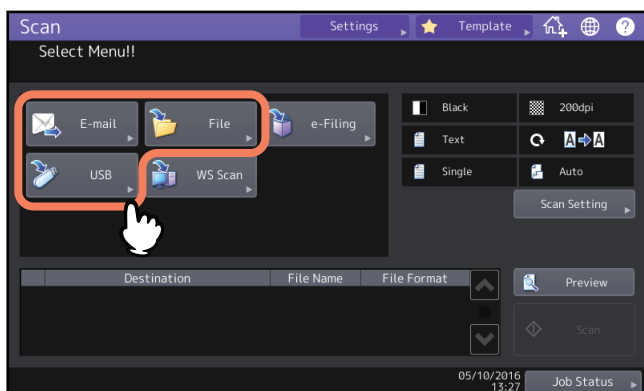 Scan
Settings
Template
?
Select Menu!!
E-mail
File
e-Filing
USB
WS Scan
Black
200dpi
Text
A A
Single
Auto
Scan Setting
Destination
File Name
File Format
Preview
Scan
05/10/2016
13:27
Job Status